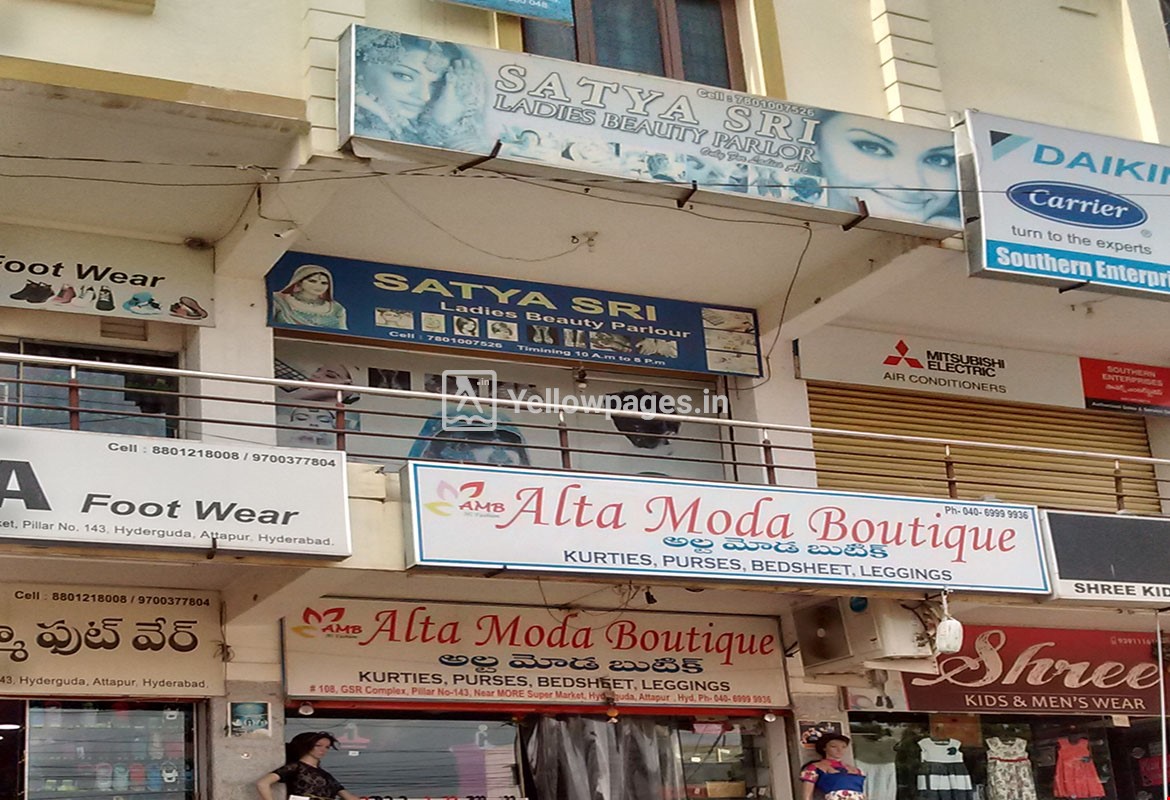 SATYA SRI
Cell : 7801007526
LADIES BEAUTY PARLOR
Only For Ladies
DAIKIN
Carrier
turn to the experts
Southern Enterpri
Foot Wear
SATYA SRI
Ladies Beauty Parlour
Cell : 7801007526 Timining 10 A.m to 8 P.m
MITSUBISHI
ELECTRIC
AIR CONDITIONERS
SOUTHERN
ENTERPRISES
Yellowpages.in
Cell : 8801218008 / 9700377804
A Foot Wear
ket, Pillar No. 143, Hyderguda, Attapur, Hyderabad.
AMB Alta Moda Boutique
Ph- 040- 6999 9936
అల్ట మోడ బుటిక్
KURTIES, PURSES, BEDSHEET, LEGGINGS
SHREE KID
Cell : 8801218008 / 9700377804
ఫుట్ వేర్
43, Hyderguda, Attapur, Hyderabad.
AMB Alta Moda Boutique
అల్ట మోడ బుటిక్
KURTIES, PURSES, BEDSHEET, LEGGINGS
# 108, GSR Complex, Pillar No-143, Near MORE Super Market, Hyderguda, Attapur , Hyd, Ph- 040- 6999 9936
Shree
KIDS & MEN'S WEAR